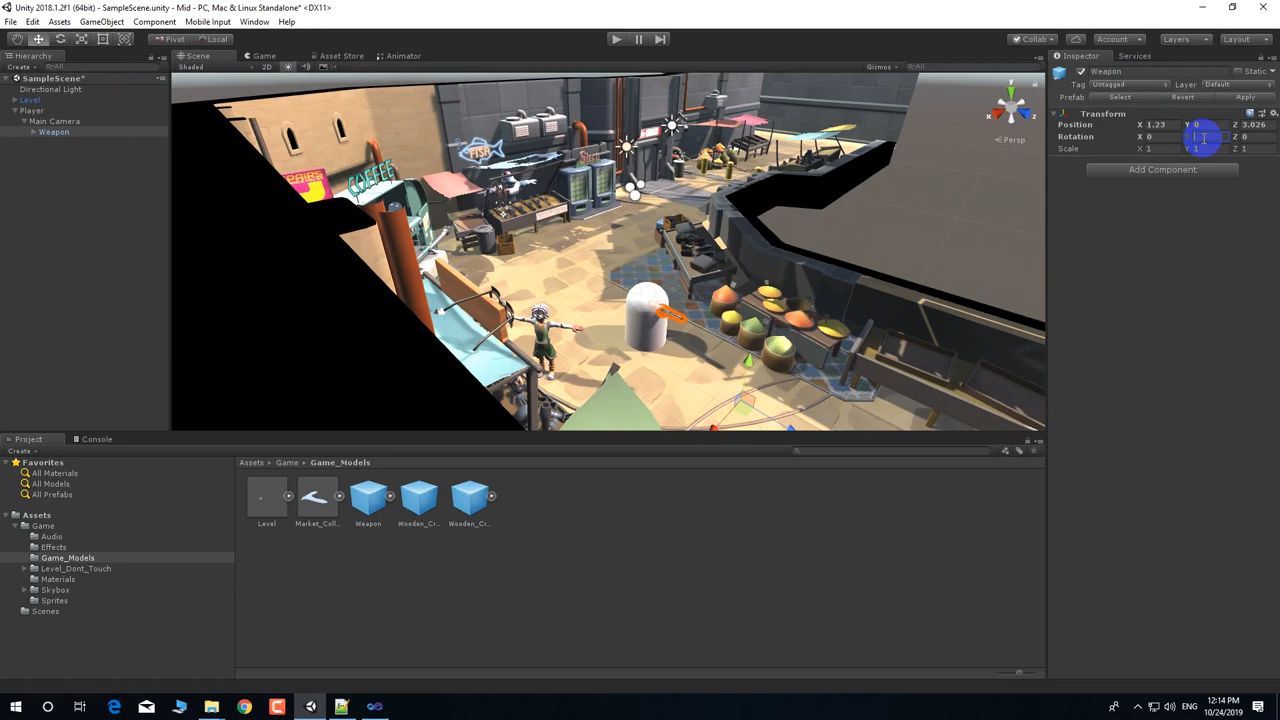 Unity 2018.1.2f1 (64bit) - SampleScene.unity - Mid - PC, Mac & Linux Standalone* <DX11>
File Edit Assets GameObject Component Mobile Input Window Help
Pivot Local Collab Account Layers Layout
Hierarchy Scene Game Asset Store Animator Inspector Services
Create All Shaded 2D Gizmos All Weapon Static
SampleScene*
Directional Light
Level
Player
Main Camera
Weapon
Tag Untagged Layer Default
Prefab Select Revert Apply
Transform
Position X 1.23 Y 0 Z 3.026
Rotation X 0 Z 0
Scale X 1 Y 1 Z 1
Add Component
y
x z
Persp
FISH
COFFEE
Project Console
Create
Favorites
All Materials
All Models
All Prefabs
Assets
Game
Audio
Effects
Game_Models
Level_Dont_Touch
Materials
Skybox
Sprites
Scenes
Assets Game Game_Models
Level Market_Coll... Weapon Wooden_Cr... Wooden_Cr...
ENG
12:14 PM
10/24/2019